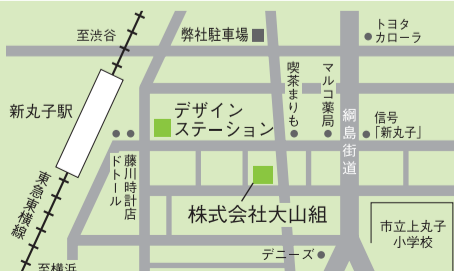 至渋谷
弊社駐車場
トヨタ
カローラ
新丸子駅
デザイン
ステーション
喫茶まりも
マルコ薬局
綱島街道
信号
「新丸子」
藤川時計店
ドトール
東急東横線
株式会社大山組
市立上丸子
小学校
デニーズ
至横浜